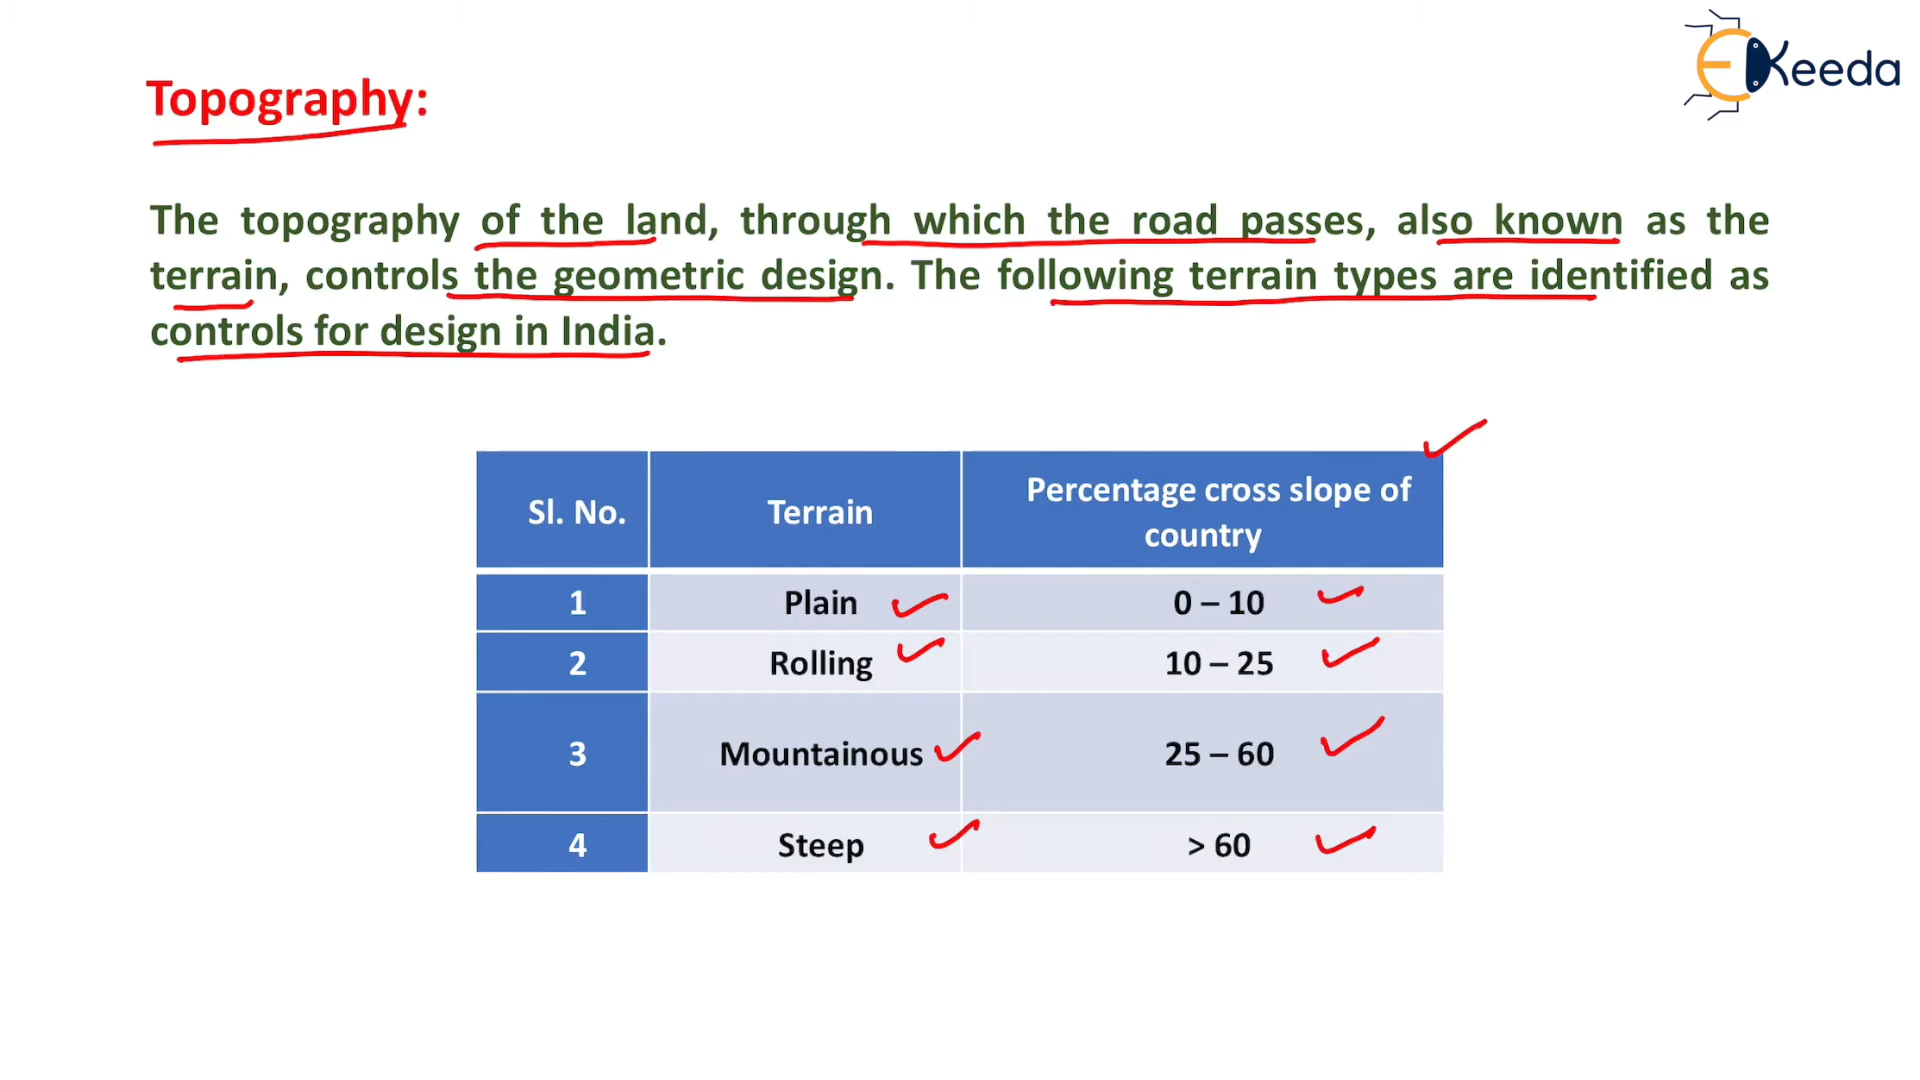 EKeeda
Topography:
The topography of the land, through which the road passes, also known as the
terrain, controls the geometric design. The following terrain types are identified as
controls for design in India.
Sl. No. Terrain Percentage cross slope of
country
1 Plain 0 – 10
2 Rolling 10 – 25
3 Mountainous 25 – 60
4 Steep > 60